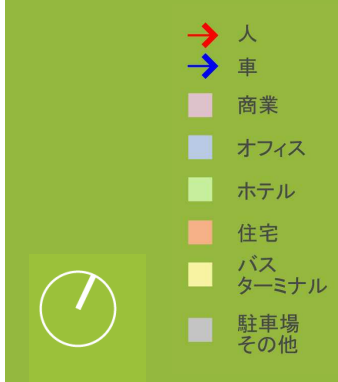 人
車
商業
オフィス
ホテル
住宅
バス
ターミナル
駐車場
その他